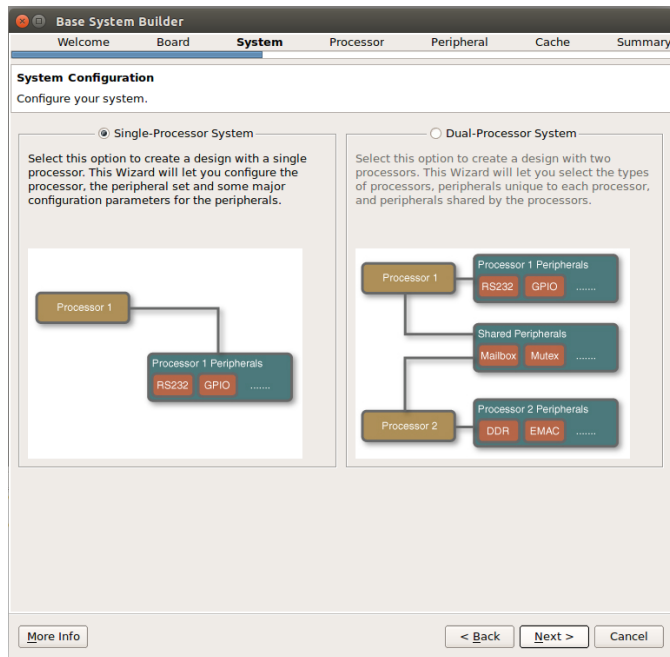 Base System Builder
Welcome Board System Processor Peripheral Cache Summary
System Configuration
Configure your system.
Single-Processor System
Select this option to create a design with a single
processor. This Wizard will let you configure the
processor, the peripheral set and some major
configuration parameters for the peripherals.
Processor 1
Processor 1 Peripherals
RS232 GPIO .......
Dual-Processor System
Select this option to create a design with two
processors. This Wizard will let you select the types
of processors, peripherals unique to each processor,
and peripherals shared by the processors.
Processor 1
Processor 1 Peripherals
RS232 GPIO .......
Shared Peripherals
Mailbox Mutex .......
Processor 2
Processor 2 Peripherals
DDR EMAC .......
More Info
< Back Next > Cancel